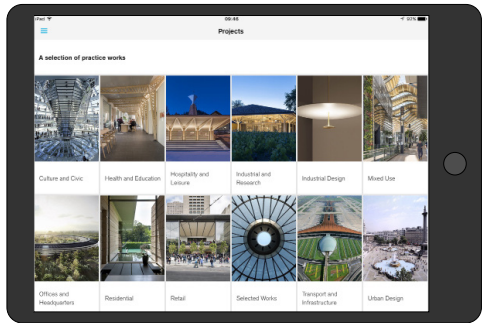 iPad
09:45
92%
Projects
A selection of practice works
Culture and Civic
Health and Education
Hospitality and
Leisure
Industrial and
Research
Industrial Design
Mixed Use
Offices and
Headquarters
Residential
Retail
Selected Works
Transport and
Infrastructure
Urban Design